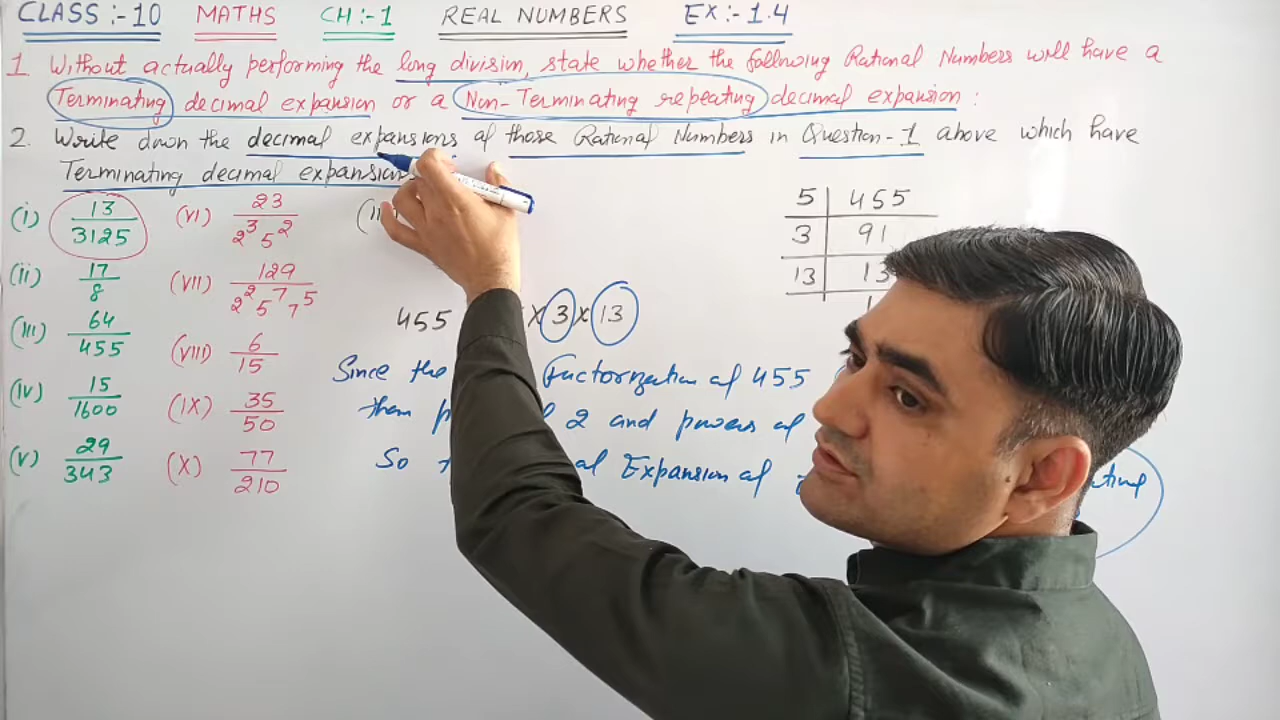 CLASS :- 10 MATHS CH :- 1 REAL NUMBERS EX :- 1.4
1. Without actually performing the long division, state whether the following Rational Numbers will have a
Terminating decimal expansion or a Non-Terminating repeating decimal expansion :
2. Write down the decimal expansions of those Rational Numbers in Question-1 above which have
Terminating decimal expansions
(i) 13/3125
(ii) 17/8
(iii) 64/455
(iv) 15/1600
(v) 29/343
(VI) 23/2³5²
(VII) 129/2²5⁷7⁵
(VIII) 6/15
(IX) 35/50
(X) 77/210
5 | 455
3 | 91
13 | 13
455 × 3 × 13
Since the Factorization of 455
them 2 and powers of
So Expansion of